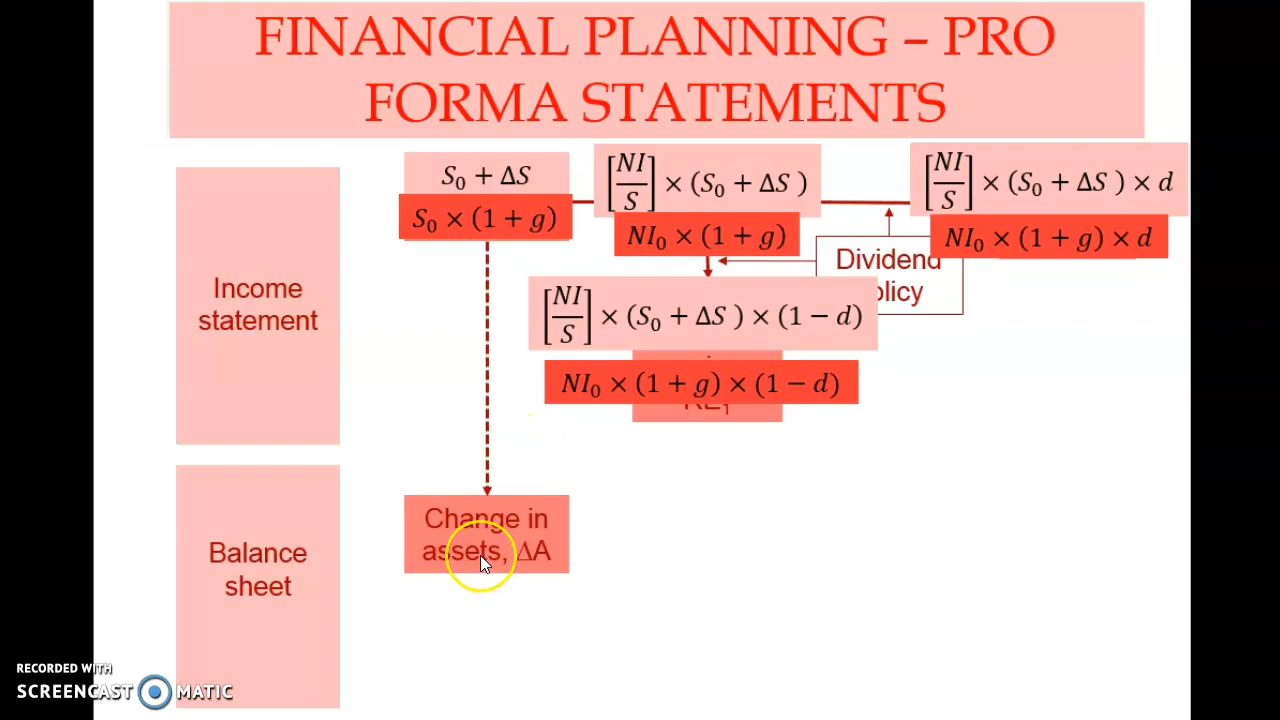 FINANCIAL PLANNING – PRO
FORMA STATEMENTS
S₀ + ΔS
S₀ × (1 + g)
[NI/S] × (S₀ + ΔS )
NI₀ × (1 + g)
[NI/S] × (S₀ + ΔS ) × d
NI₀ × (1 + g) × d
Dividend
olicy
Income
statement
[NI/S] × (S₀ + ΔS ) × (1 − d)
NI₀ × (1 + g) × (1 − d)
Change in
assets, ΔA
Balance
sheet
RECORDED WITH
SCREENCAST MATIC